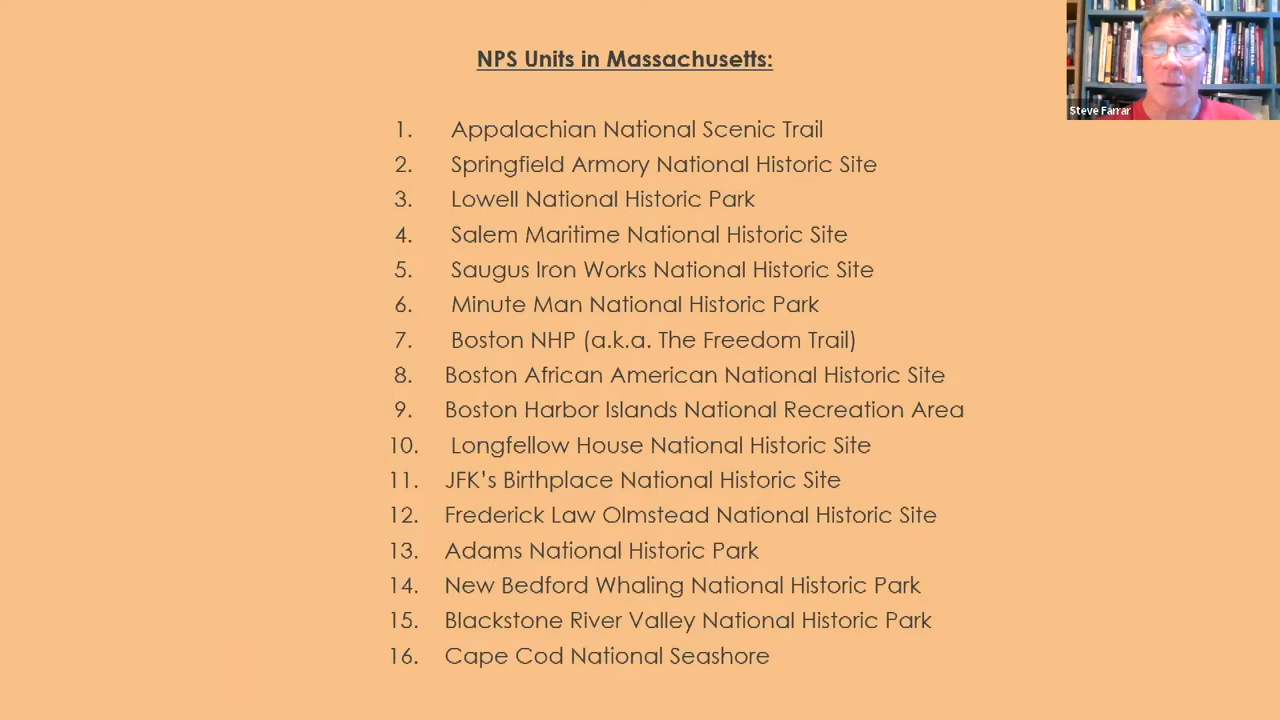 NPS Units in Massachusetts:
Steve Farrar
1. Appalachian National Scenic Trail
2. Springfield Armory National Historic Site
3. Lowell National Historic Park
4. Salem Maritime National Historic Site
5. Saugus Iron Works National Historic Site
6. Minute Man National Historic Park
7. Boston NHP (a.k.a. The Freedom Trail)
8. Boston African American National Historic Site
9. Boston Harbor Islands National Recreation Area
10. Longfellow House National Historic Site
11. JFK’s Birthplace National Historic Site
12. Frederick Law Olmstead National Historic Site
13. Adams National Historic Park
14. New Bedford Whaling National Historic Park
15. Blackstone River Valley National Historic Park
16. Cape Cod National Seashore